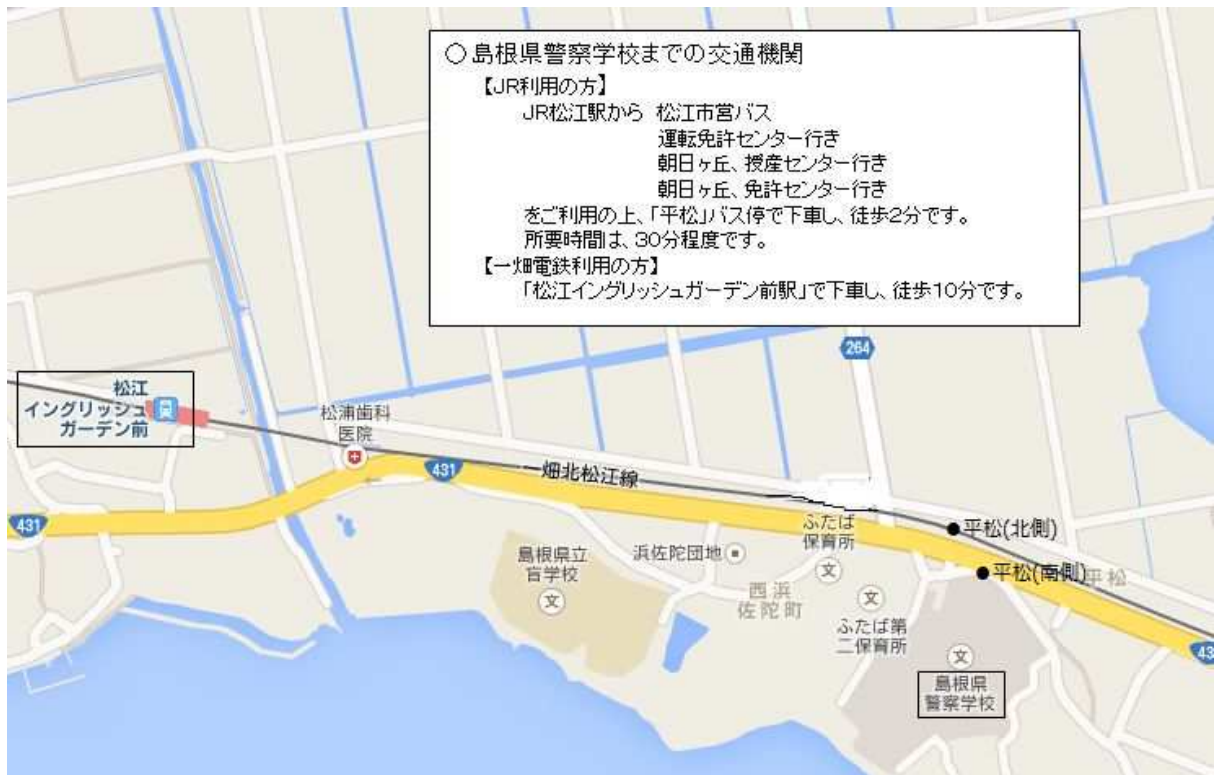 ○島根県警察学校までの交通機関
【JR利用の方】
JR松江駅から 松江市営バス
運転免許センター行き
朝日ヶ丘、授産センター行き
朝日ヶ丘、免許センター行き
をご利用の上、「平松」バス停で下車し、徒歩2分です。
所要時間は、30分程度です。
【一畑電鉄利用の方】
「松江イングリッシュガーデン前駅」で下車し、徒歩10分です。
264
松江
イングリッシュ
ガーデン前
松浦歯科
医院
431
一畑北松江線
431
ふたば
保育所
平松(北側)
島根県立
盲学校
文
浜佐陀団地
文
平松(南側)
平松
西浜
佐陀町
文
ふたば第
二保育所
文
島根県
警察学校
43